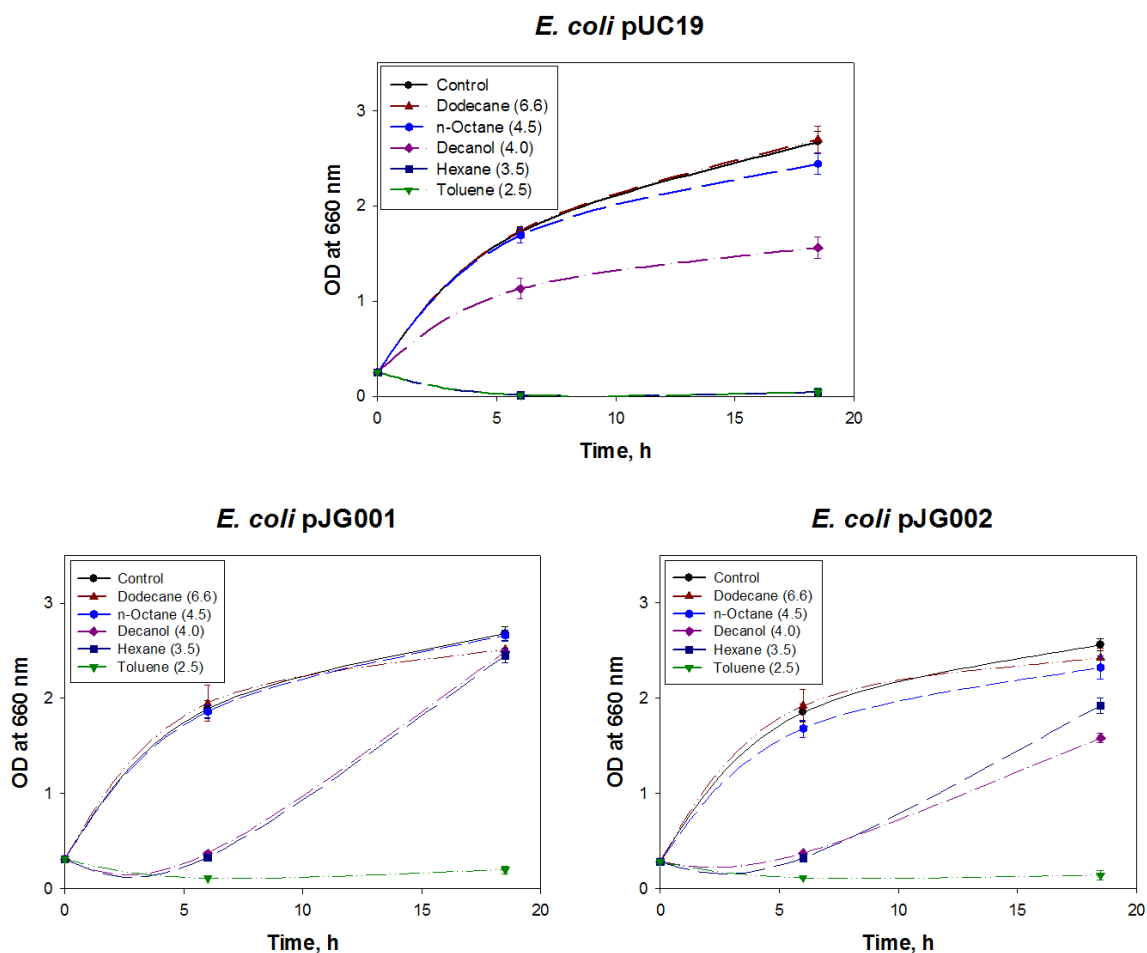 E. coli pUC19
Control
Dodecane (6.6)
n-Octane (4.5)
Decanol (4.0)
Hexane (3.5)
Toluene (2.5)
OD at 660 nm
3
2
1
0
0 5 10 15 20
Time, h
E. coli pJG001
Control
Dodecane (6.6)
n-Octane (4.5)
Decanol (4.0)
Hexane (3.5)
Toluene (2.5)
OD at 660 nm
3
2
1
0
0 5 10 15 20
Time, h
E. coli pJG002
Control
Dodecane (6.6)
n-Octane (4.5)
Decanol (4.0)
Hexane (3.5)
Toluene (2.5)
OD at 660 nm
3
2
1
0
0 5 10 15 20
Time, h